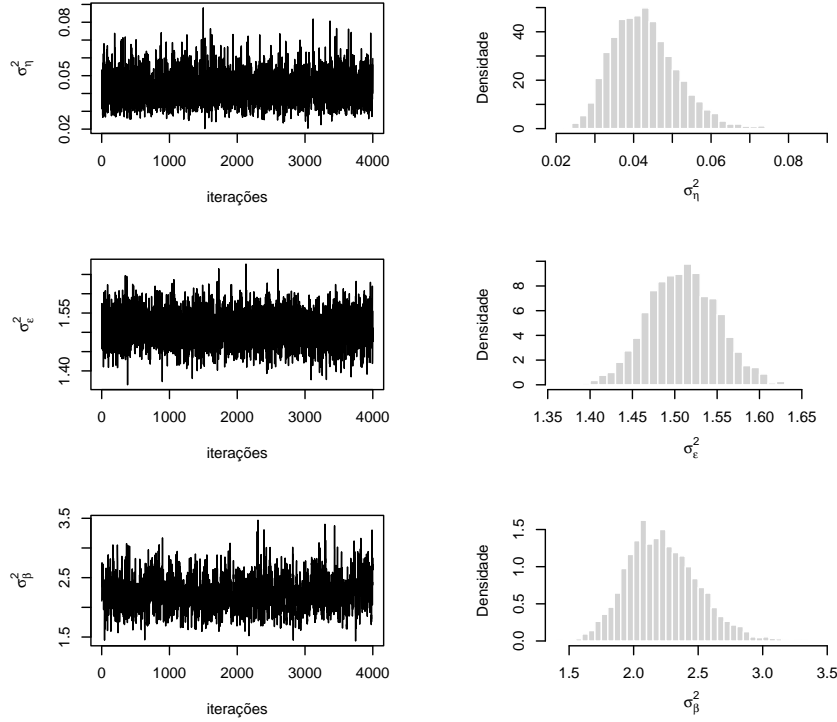 0.02 0.05 0.08
σ²η
0 1000 2000 3000 4000
iterações
0 20 40
Densidade
0.02 0.04 0.06 0.08
σ²η
1.40 1.55
σ²ε
0 1000 2000 3000 4000
iterações
0 2 4 6 8
Densidade
1.35 1.40 1.45 1.50 1.55 1.60 1.65
σ²ε
1.5 2.5 3.5
σ²β
0 1000 2000 3000 4000
iterações
0.0 0.5 1.0 1.5
Densidade
1.5 2.0 2.5 3.0 3.5
σ²β